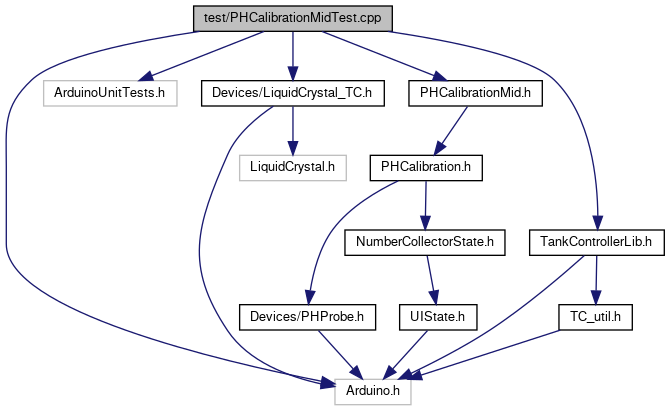 test/PHCalibrationMidTest.cpp
ArduinoUnitTests.h
Devices/LiquidCrystal_TC.h
PHCalibrationMid.h
LiquidCrystal.h
PHCalibration.h
NumberCollectorState.h
TankControllerLib.h
Devices/PHProbe.h
UIState.h
TC_util.h
Arduino.h